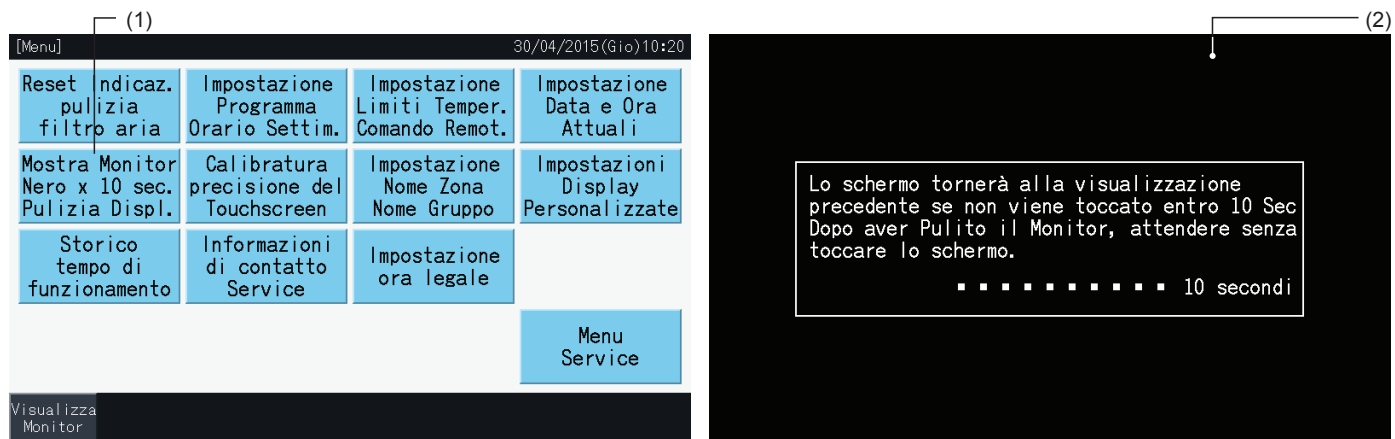 (1)
(2)
[Menu]
30/04/2015(Gio)10:20
Reset Indicaz.
pulizia
filtro aria
Impostazione
Programma
Orario Settim.
Impostazione
Limiti Temper.
Comando Remot.
Impostazione
Data e Ora
Attuali
Mostra Monitor
Nero x 10 sec.
Pulizia Displ.
Calibratura
precisione del
Touchscreen
Impostazione
Nome Zona
Nome Gruppo
Impostazioni
Display
Personalizzate
Storico
tempo di
funzionamento
Informazioni
di contatto
Service
Impostazione
ora legale
Menu
Service
Visualizza
Monitor
Lo schermo tornerà alla visualizzazione
precedente se non viene toccato entro 10 Sec
Dopo aver Pulito il Monitor, attendere senza
toccare lo schermo.
10 secondi